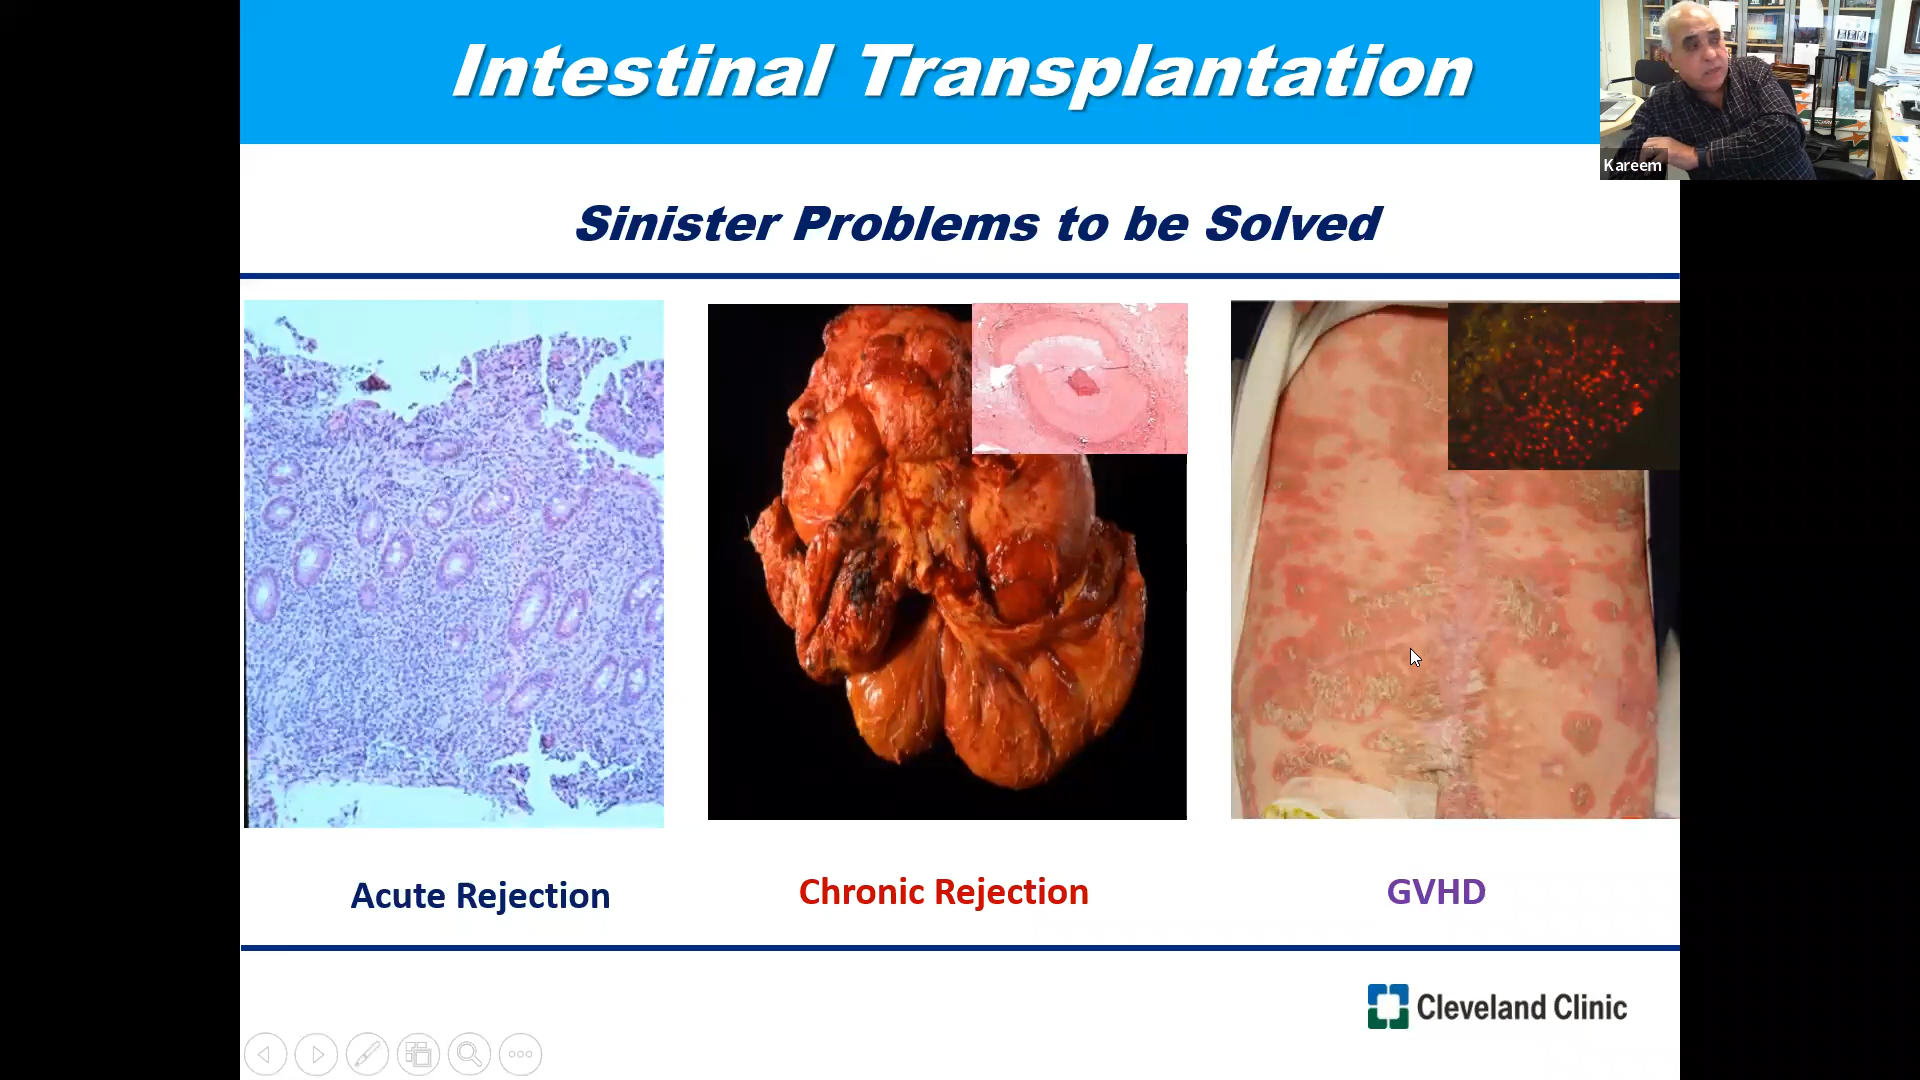 Intestinal Transplantation
Kareem
Sinister Problems to be Solved
Acute Rejection
Chronic Rejection
GVHD
Cleveland Clinic